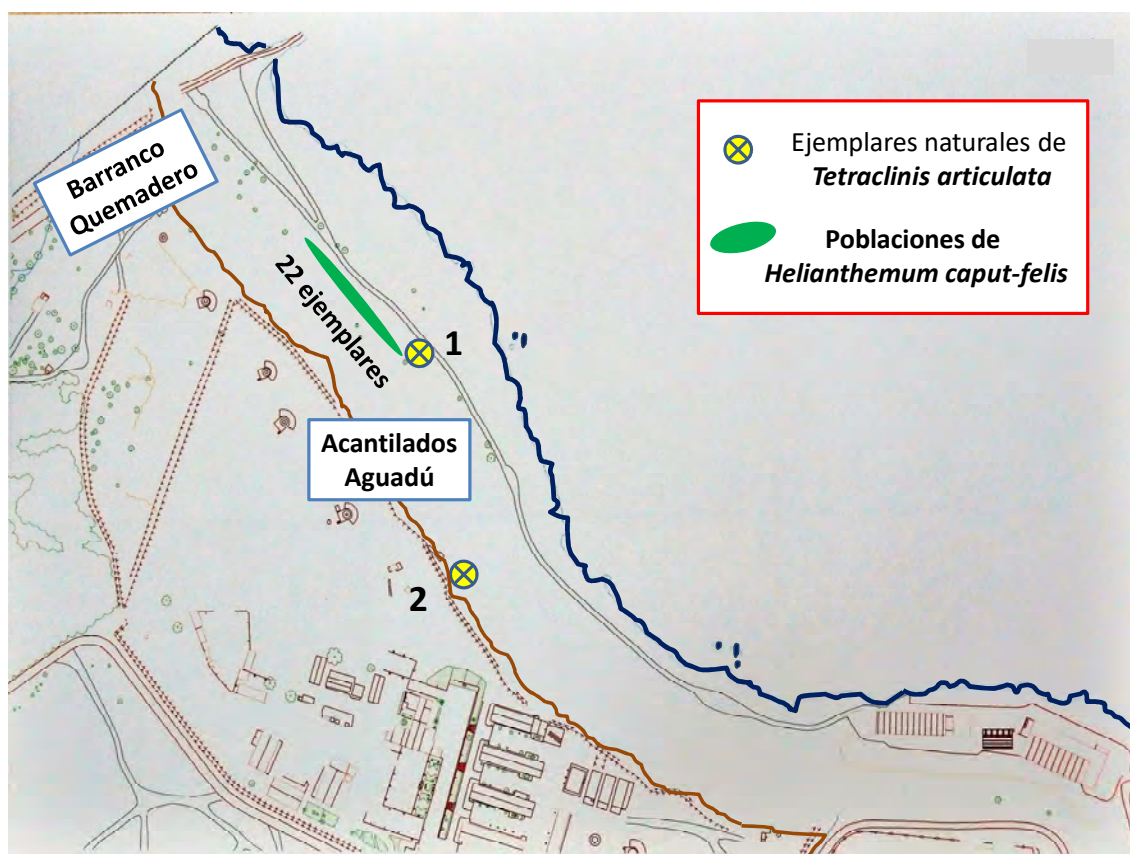 Barranco
Quemadero
22 ejemplares
1
Acantilados
Aguadú
2
Ejemplares naturales de
Tetraclinis articulata
Poblaciones de
Helianthemum caput-felis